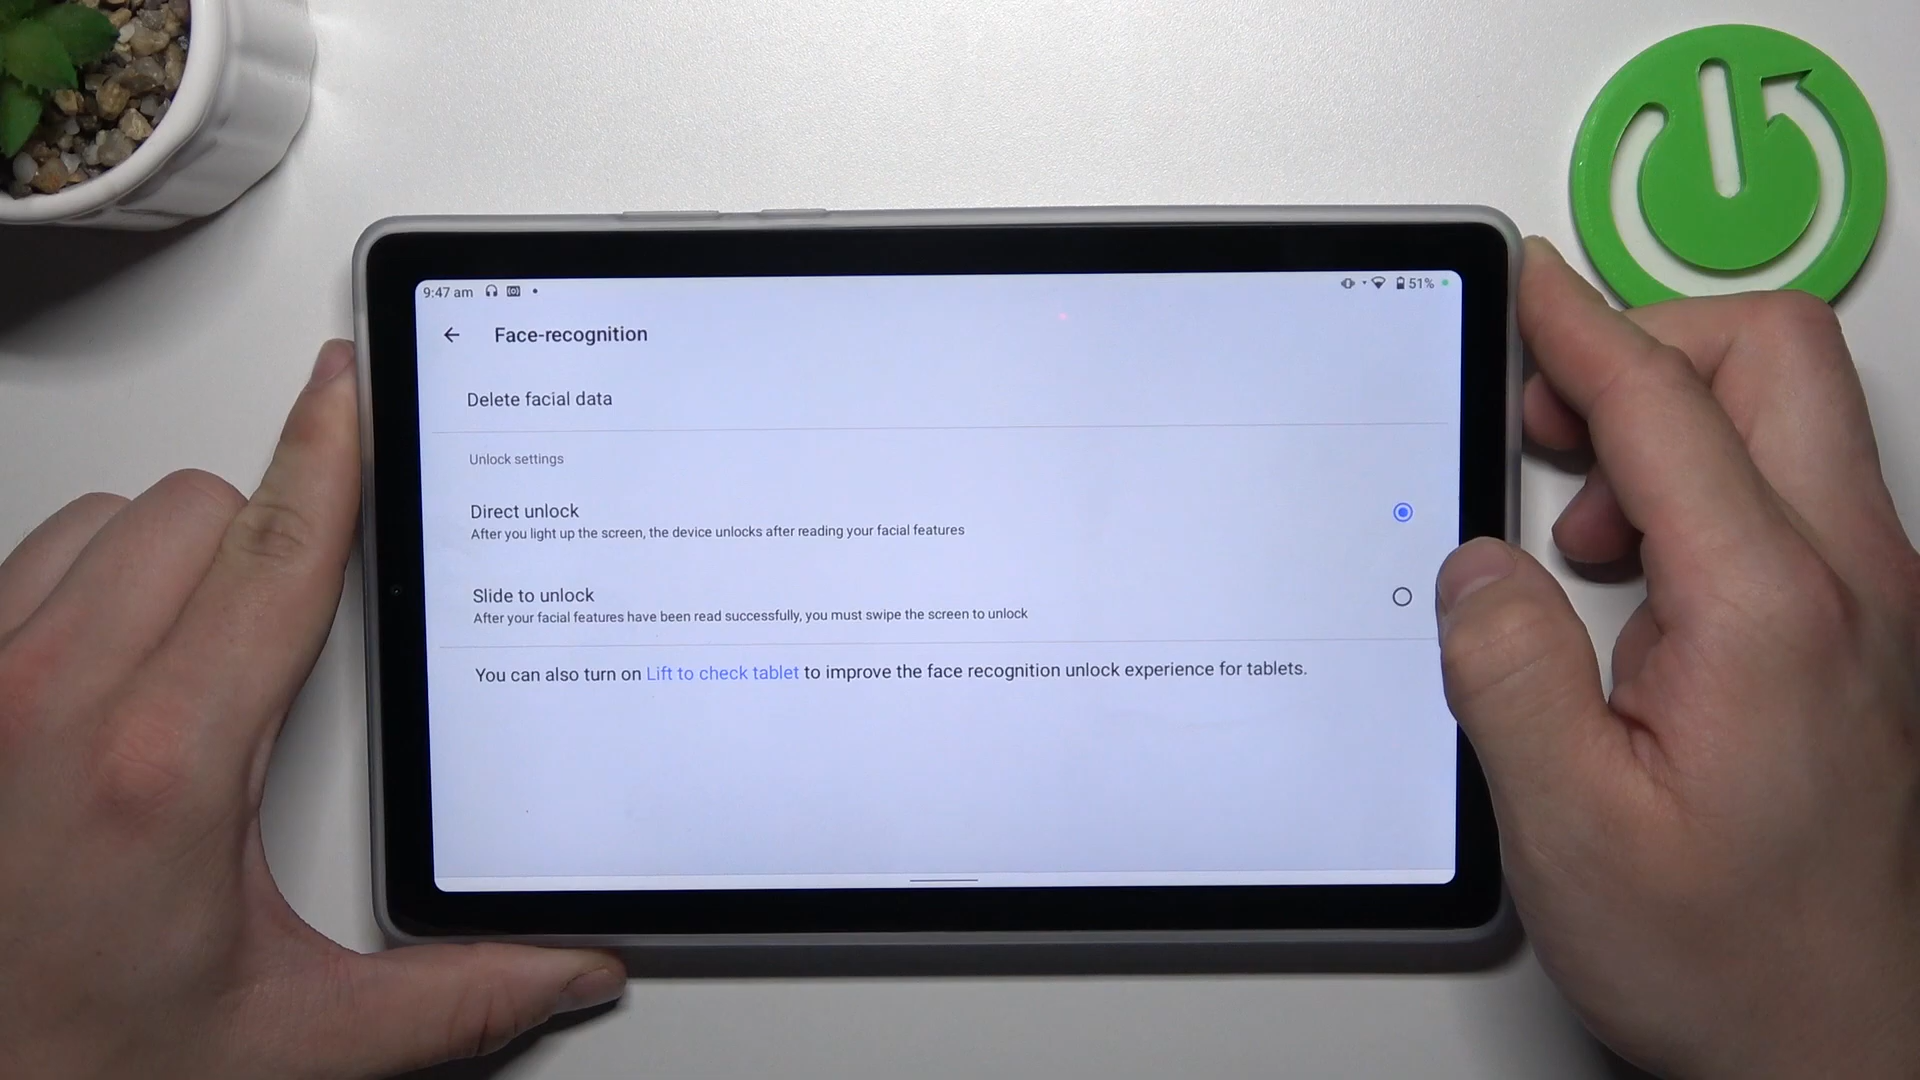 9:47 am
51%
Face-recognition
Delete facial data
Unlock settings
Direct unlock
After you light up the screen, the device unlocks after reading your facial features
Slide to unlock
After your facial features have been read successfully, you must swipe the screen to unlock
You can also turn on Lift to check tablet to improve the face recognition unlock experience for tablets.